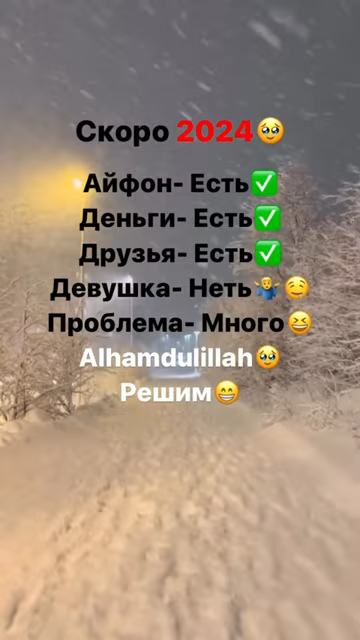 Скоро 2024🥹
Айфон- Есть✅
Деньги- Есть✅
Друзья- Есть✅
Девушка- Неть🤷‍♂️🤤
Проблема- Много😆
Alhamdulillah🥹
Решим😁